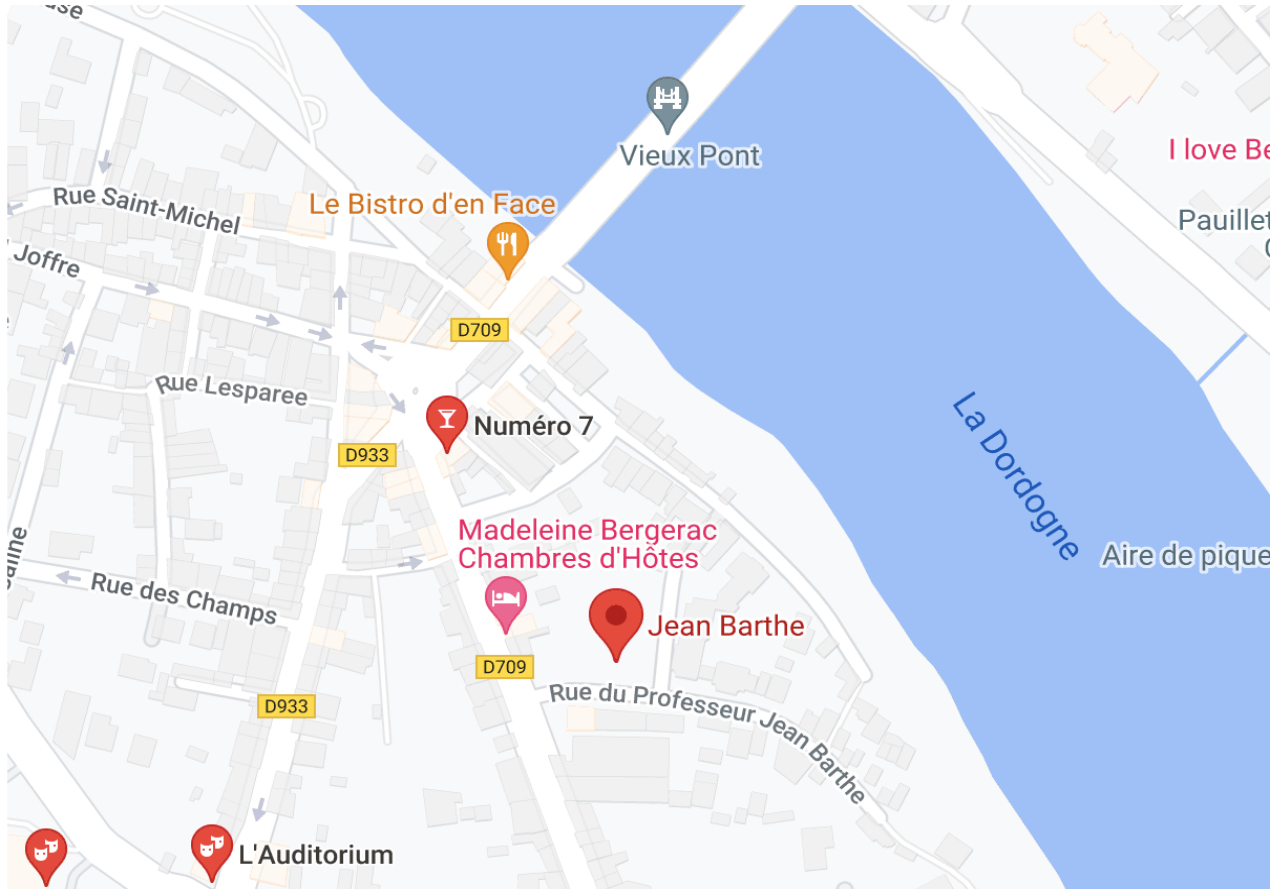 Vieux Pont
I love Be
Rue Saint-Michel
Le Bistro d'en Face
Pauillet
Joffre
D709
Rue Lesparee
Numéro 7
La Dordogne
D933
Madeleine Bergerac
Chambres d'Hôtes
Aire de pique
Rue des Champs
Jean Barthe
D709
Rue du Professeur Jean Barthe
D933
L'Auditorium